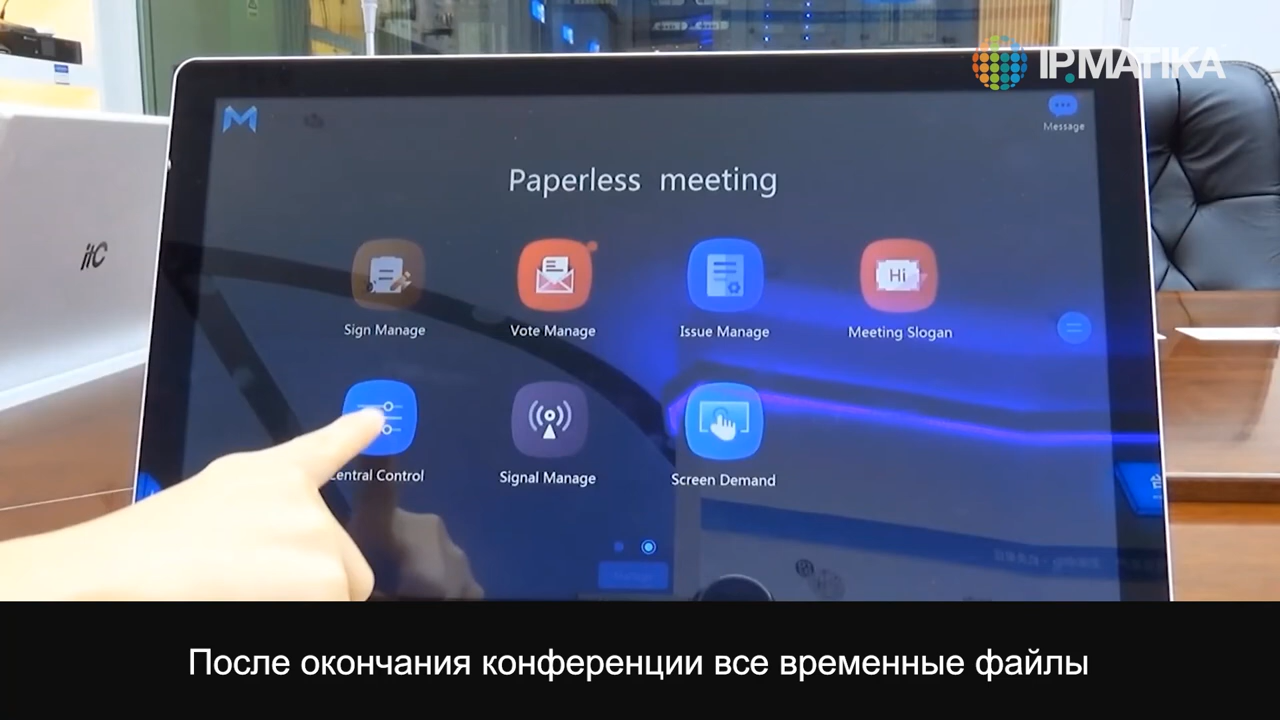 IPMATIKA
Message
Paperless meeting
itC
Hi
Sign Manage
Vote Manage
Issue Manage
Meeting Slogan
Central Control
Signal Manage
Screen Demand
После окончания конференции все временные файлы